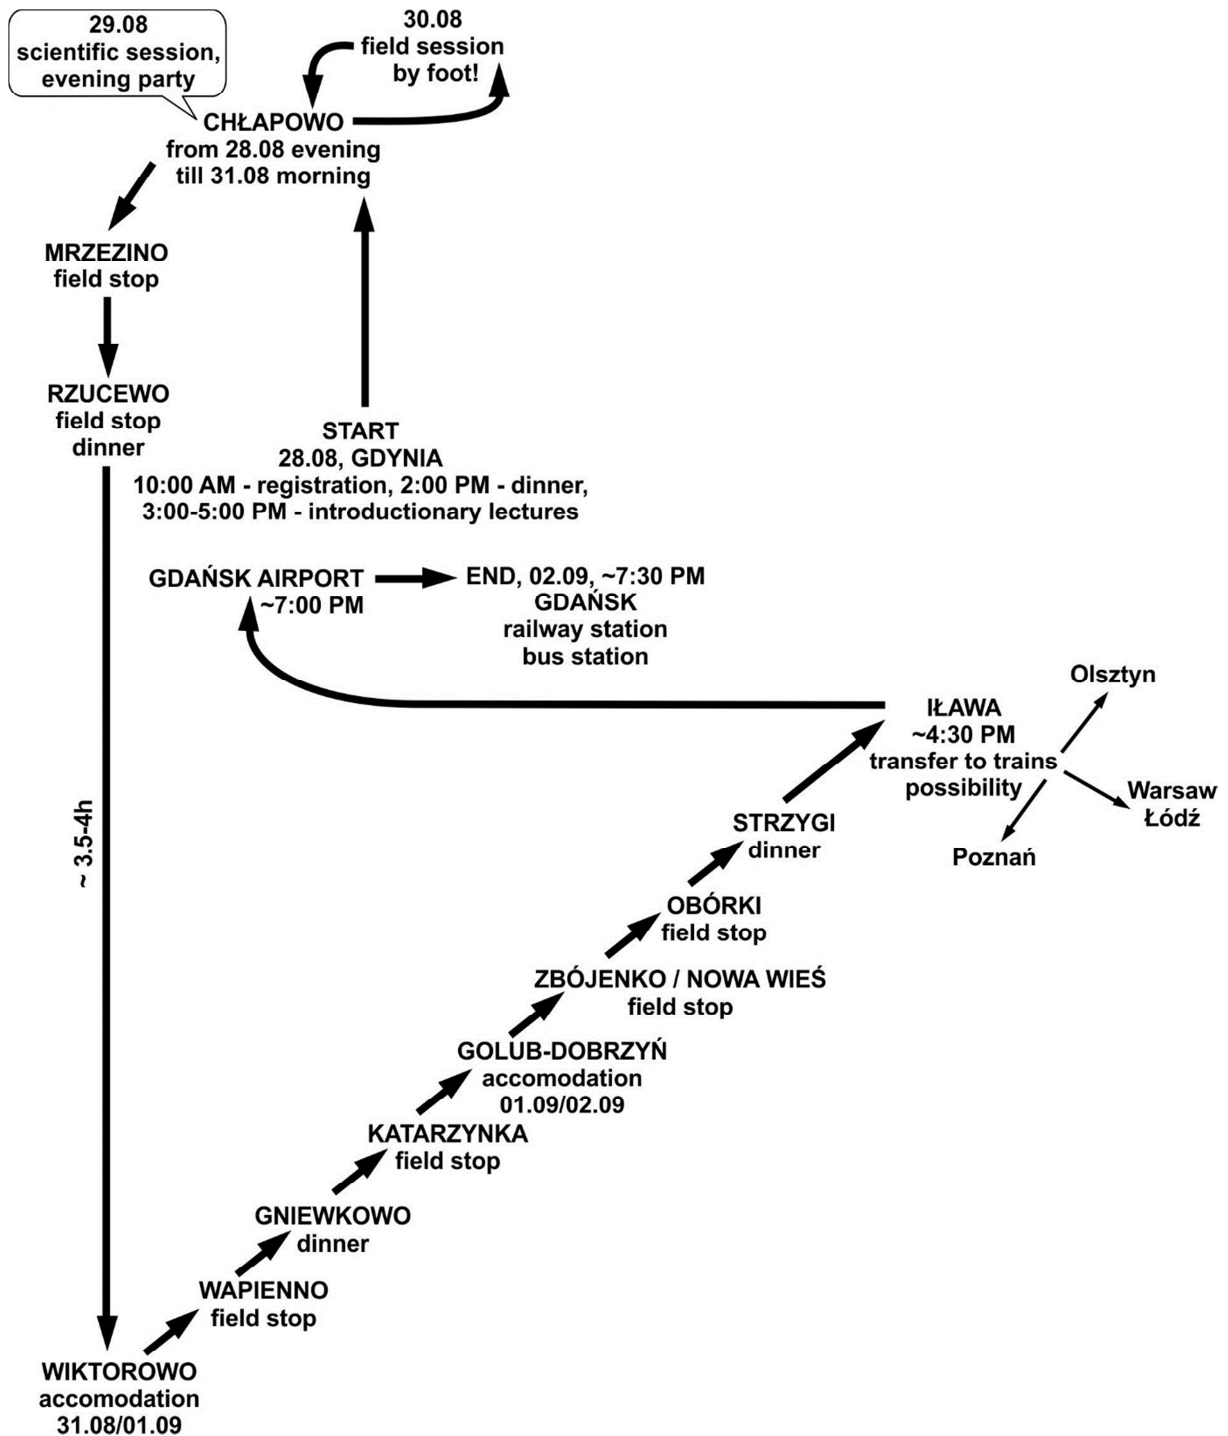 29.08
scientific session,
evening party
30.08
field session
by foot!
CHŁAPOWO
from 28.08 evening
till 31.08 morning
MRZEZINO
field stop
RZUCEWO
field stop
dinner
START
28.08, GDYNIA
10:00 AM - registration, 2:00 PM - dinner,
3:00-5:00 PM - introductionary lectures
GDAŃSK AIRPORT
~7:00 PM
END, 02.09, ~7:30 PM
GDAŃSK
railway station
bus station
Olsztyn
IŁAWA
~4:30 PM
transfer to trains
possibility
Warsaw
Łódź
Poznań
~ 3.5-4h
STRZYGI
dinner
OBÓRKI
field stop
ZBÓJENKO / NOWA WIEŚ
field stop
GOLUB-DOBRZYŃ
accomodation
01.09/02.09
KATARZYNKA
field stop
GNIEWKOWO
dinner
WAPIENNO
field stop
WIKTOROWO
accomodation
31.08/01.09